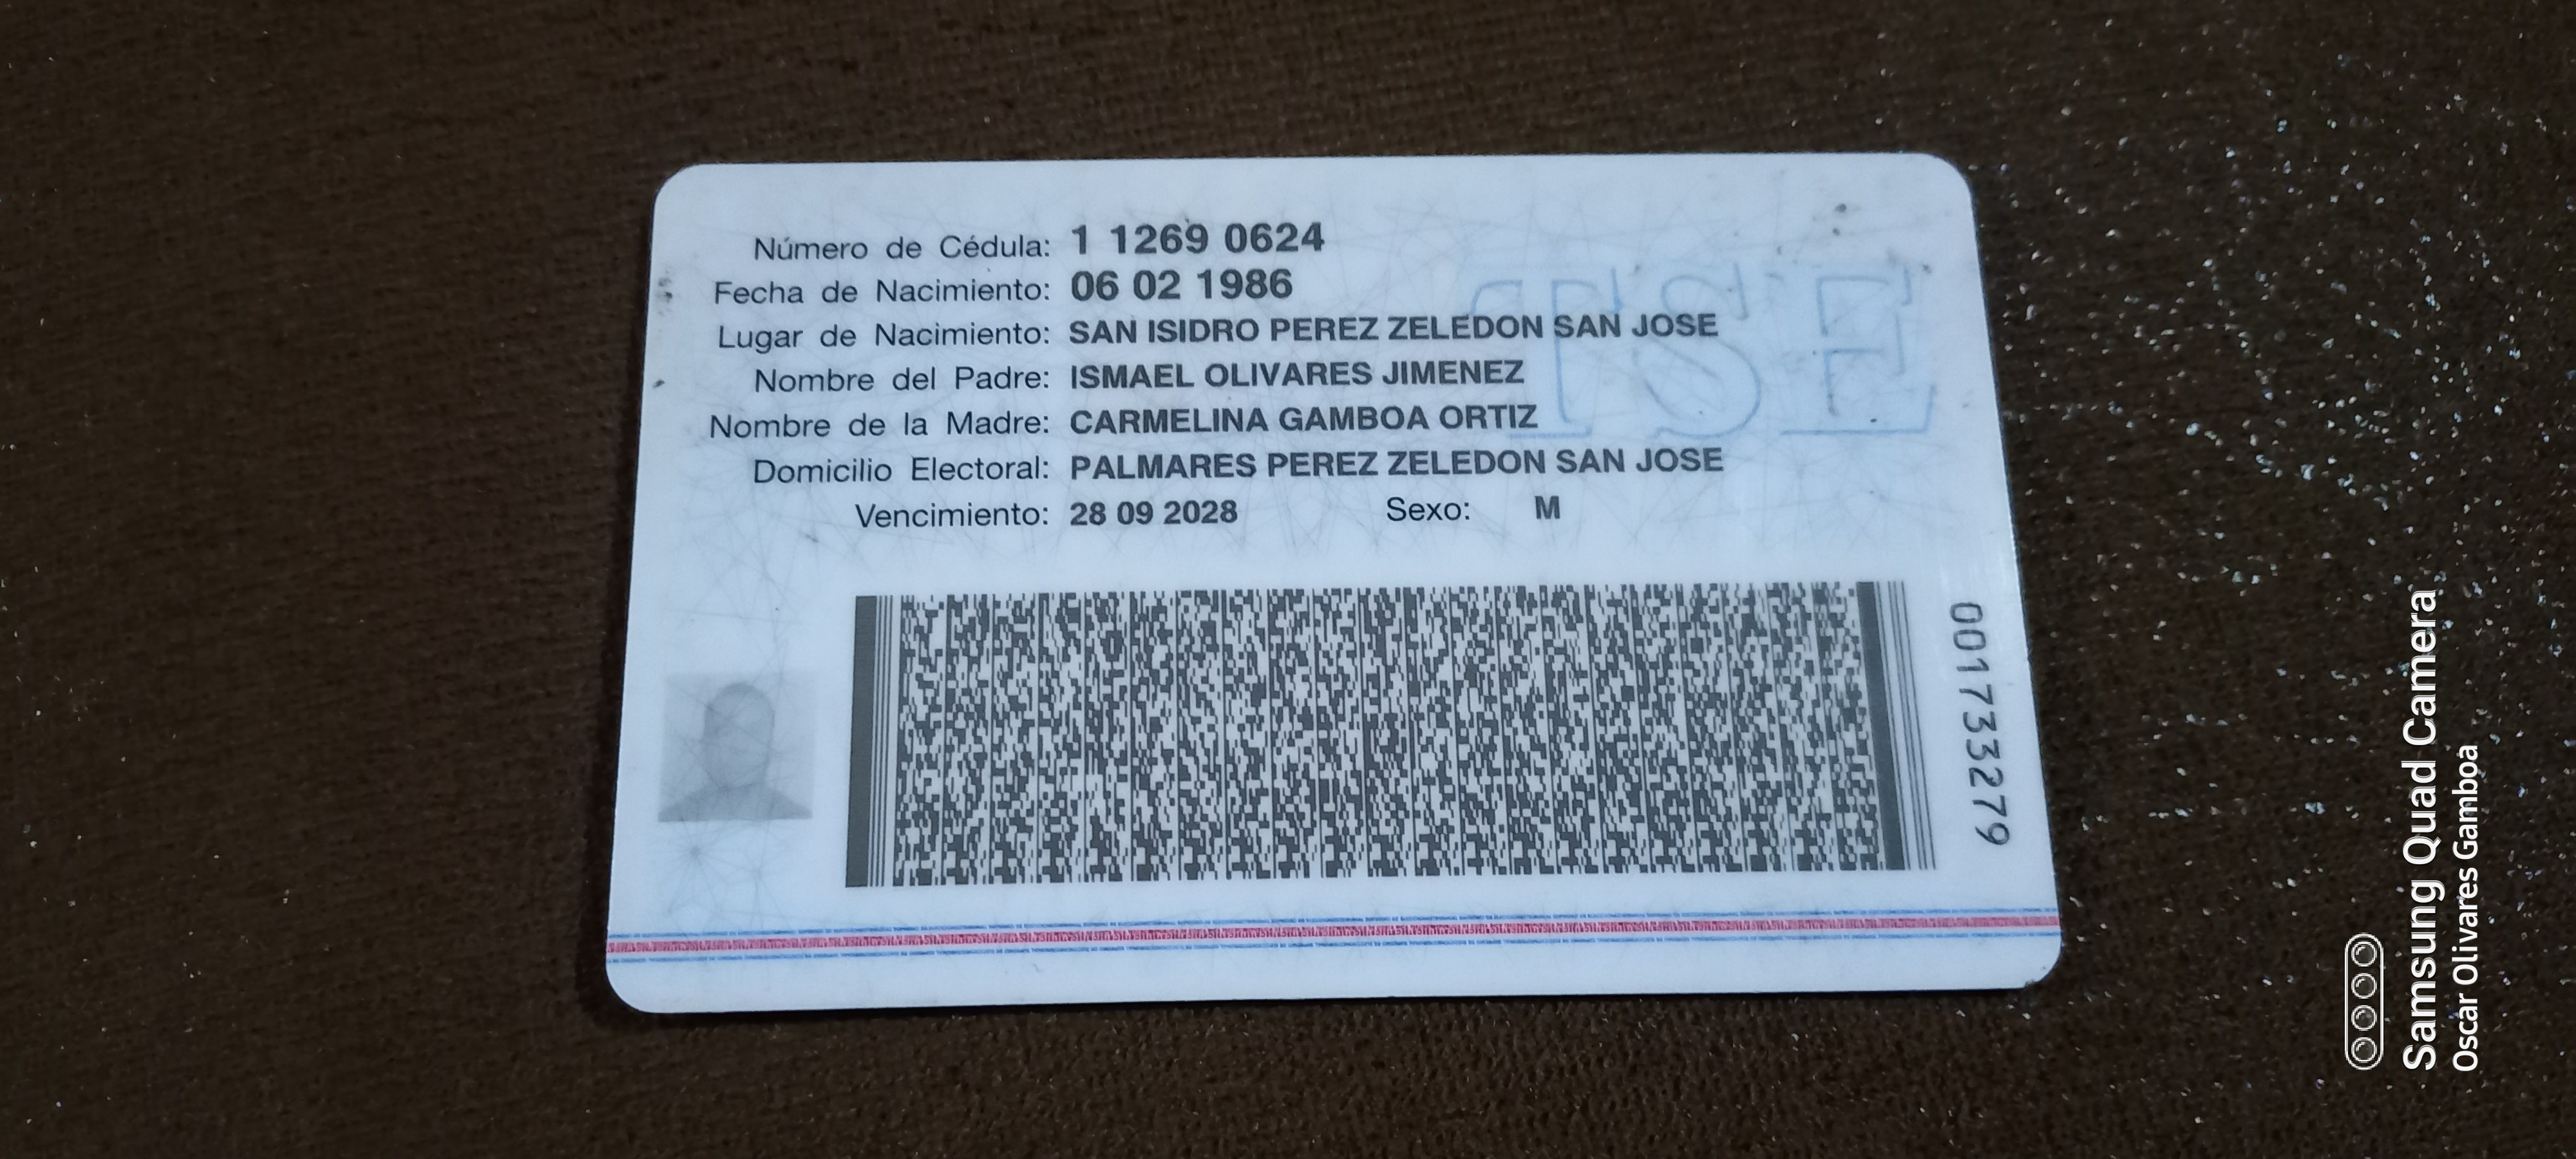 Número de Cédula: 1 1269 0624
Fecha de Nacimiento: 06 02 1986
Lugar de Nacimiento: SAN ISIDRO PEREZ ZELEDON SAN JOSE
Nombre del Padre: ISMAEL OLIVARES JIMENEZ
Nombre de la Madre: CARMELINA GAMBOA ORTIZ
Domicilio Electoral: PALMARES PEREZ ZELEDON SAN JOSE
Vencimiento: 28 09 2028 Sexo: M
TSE
001733279
Samsung Quad Camera
Oscar Olivares Gamboa